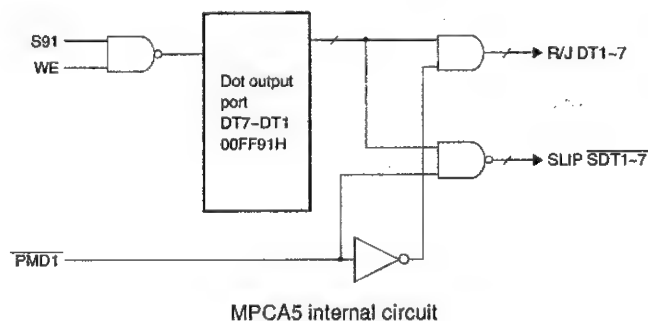 S91
WE
Dot output
port
DT7-DT1
00FF91H
R/J DT1~7
SLIP SDT1~7
PMD1
MPCA5 internal circuit